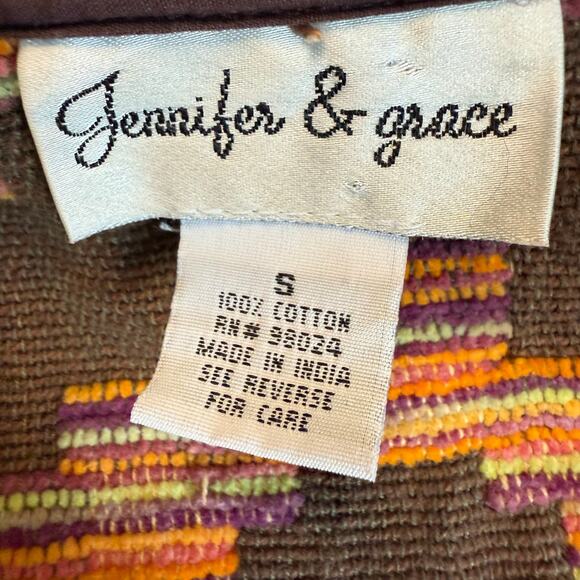 Jennifer & grace
S
100% COTTON
RN# 98024
MADE IN INDIA
SEE REVERSE
FOR CARE